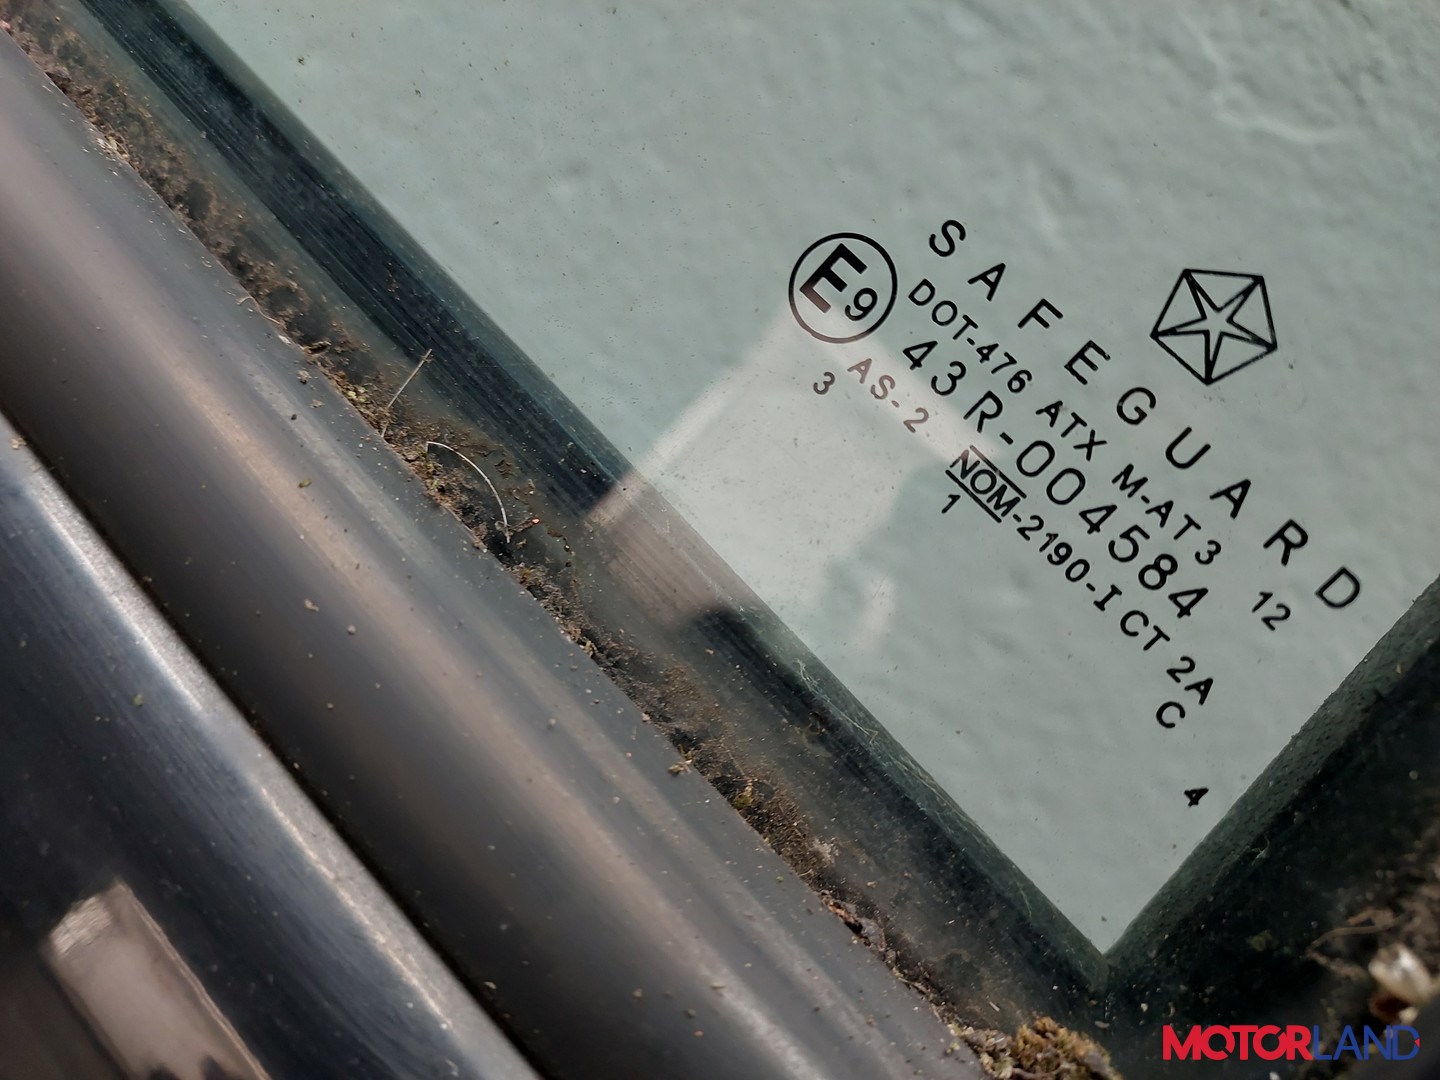 SAFEGUARD
E9
DOT-476 ATX M-AT3 12
43R-004584
AS-2
3
NOM-2190-I CT 2A
1
C
4
MOTORLAND